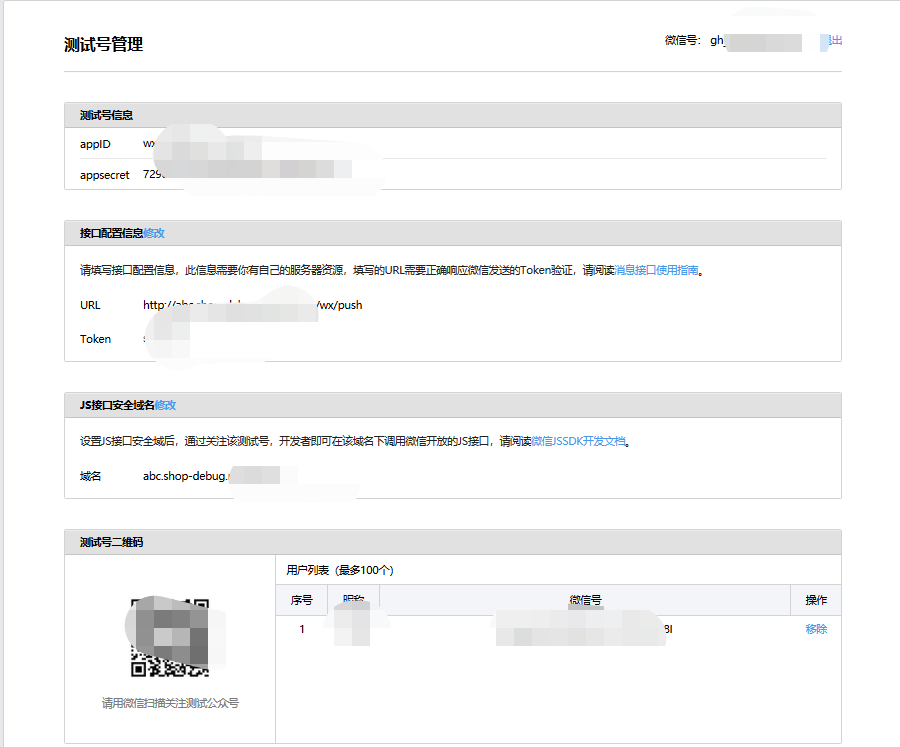 测试号管理
微信号： gh_ 退出
测试号信息
appID wx
appsecret 729
接口配置信息修改
请填写接口配置信息，此信息需要你有自己的服务器资源，填写的URL需要正确响应微信发送的Token验证，请阅读消息接口使用指南。
URL http:// /wx/push
Token
JS接口安全域名修改
设置JS接口安全域后，通过关注该测试号，开发者即可在该域名下调用微信开放的JS接口，请阅读微信JSSDK开发文档。
域名 abc.shop-debug.
测试号二维码
用户列表（最多100个）
序号 昵称 微信号 操作
1 8I 移除
请用微信扫描关注测试公众号